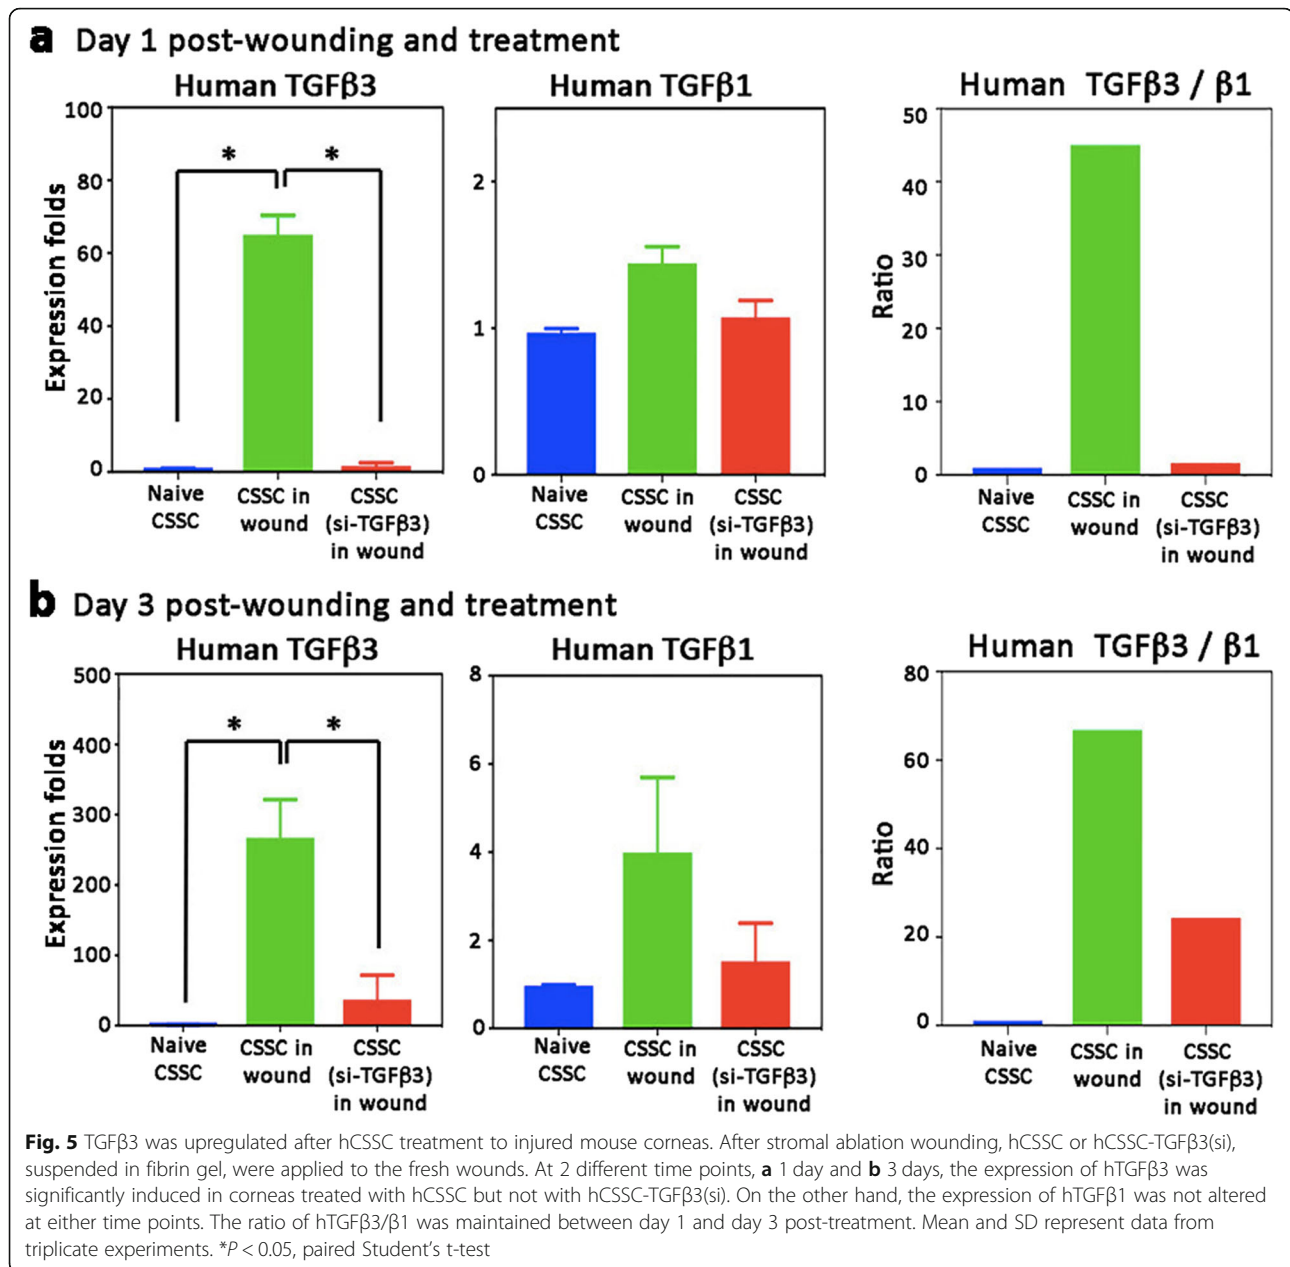 a Day 1 post-wounding and treatment
Human TGFβ3
Human TGFβ1
Human TGFβ3 / β1
Expression folds
100
80
60
40
20
0
*
*
Naive CSSC
CSSC in wound
CSSC (si-TGFβ3) in wound
2
1
0
Naive CSSC
CSSC in wound
CSSC (si-TGFβ3) in wound
Ratio
50
40
30
20
10
0
Naive CSSC
CSSC in wound
CSSC (si-TGFβ3) in wound
b Day 3 post-wounding and treatment
Human TGFβ3
Human TGFβ1
Human TGFβ3 / β1
Expression folds
500
400
300
200
100
0
*
*
Naive CSSC
CSSC in wound
CSSC (si-TGFβ3) in wound
8
6
4
2
0
Naive CSSC
CSSC in wound
CSSC (si-TGFβ3) in wound
Ratio
80
60
40
20
0
Naive CSSC
CSSC in wound
CSSC (si-TGFβ3) in wound
Fig. 5 TGFβ3 was upregulated after hCSSC treatment to injured mouse corneas. After stromal ablation wounding, hCSSC or hCSSC-TGFβ3(si),
suspended in fibrin gel, were applied to the fresh wounds. At 2 different time points, a 1 day and b 3 days, the expression of hTGFβ3 was
significantly induced in corneas treated with hCSSC but not with hCSSC-TGFβ3(si). On the other hand, the expression of hTGFβ1 was not altered
at either time points. The ratio of hTGFβ3/β1 was maintained between day 1 and day 3 post-treatment. Mean and SD represent data from
triplicate experiments. *P < 0.05, paired Student's t-test